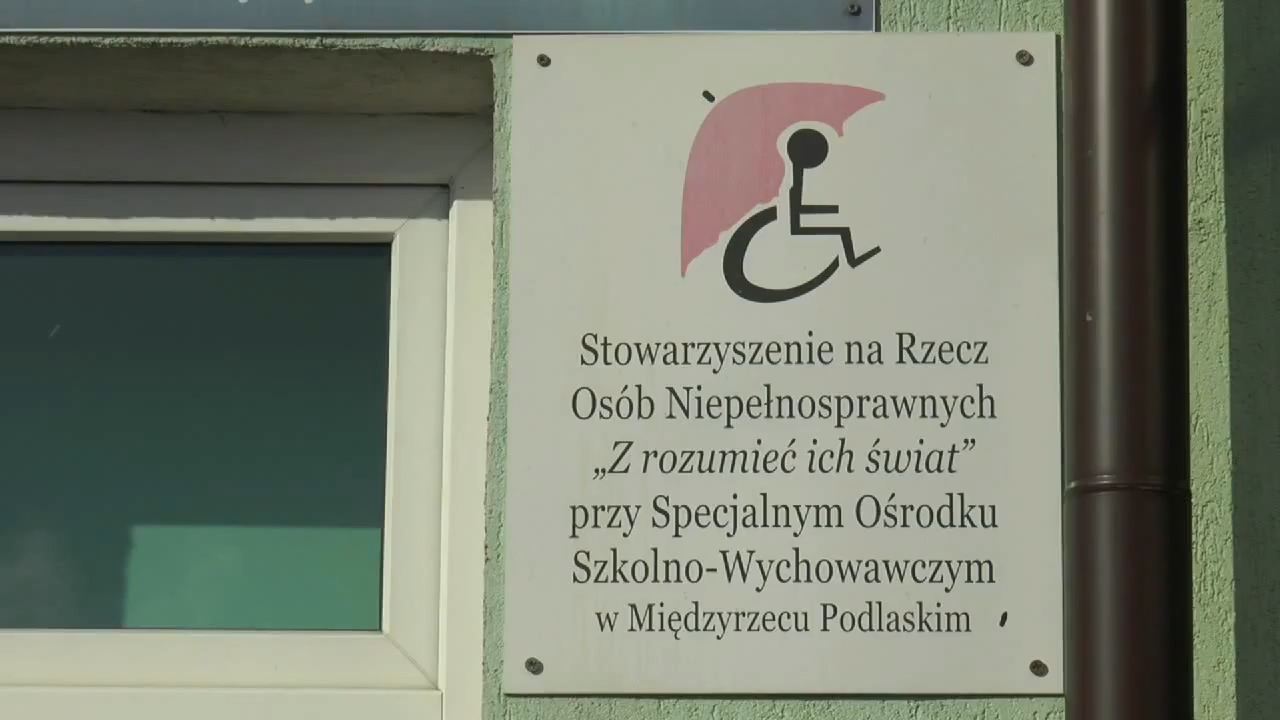 Stowarzyszenie na Rzecz
Osób Niepełnosprawnych
„Z rozumieć ich świat”
przy Specjalnym Ośrodku
Szkolno-Wychowawczym
w Międzyrzecu Podlaskim